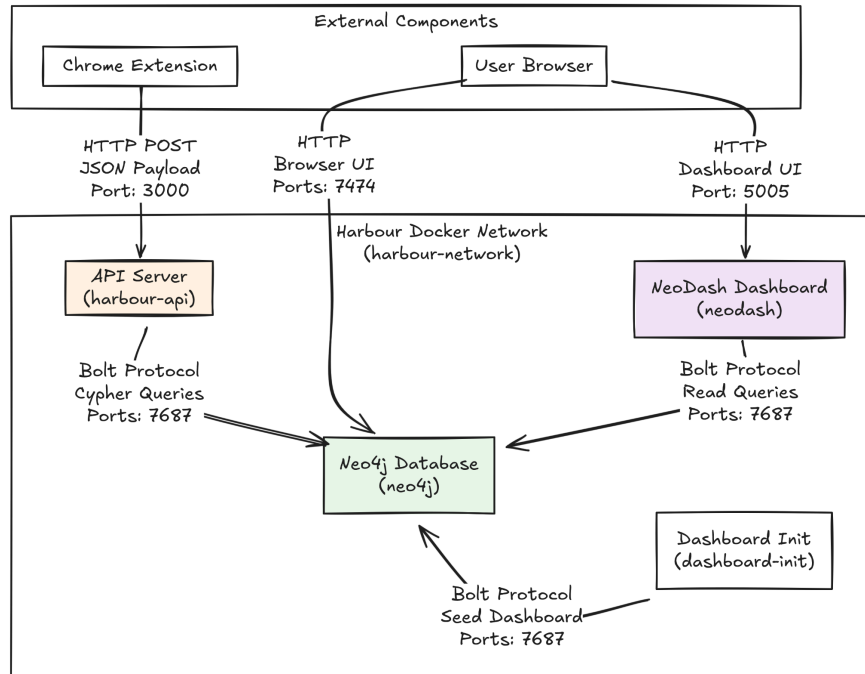 External Components
Chrome Extension
User Browser
HTTP POST
JSON Payload
Port: 3000
HTTP
Browser UI
Ports: 7474
HTTP
Dashboard UI
Port: 5005
Harbour Docker Network
(harbour-network)
API Server
(harbour-api)
NeoDash Dashboard
(neodash)
Bolt Protocol
Cypher Queries
Ports: 7687
Bolt Protocol
Read Queries
Ports: 7687
Neo4j Database
(neo4j)
Dashboard Init
(dashboard-init)
Bolt Protocol
Seed Dashboard
Ports: 7687